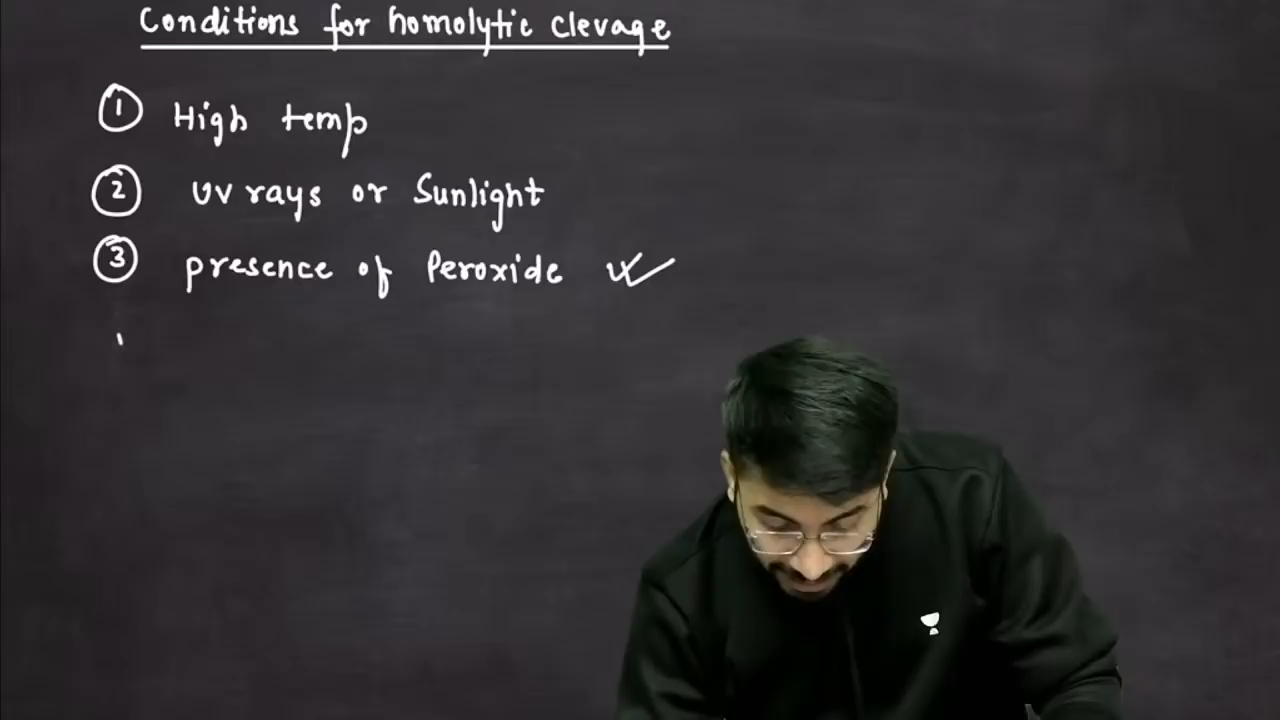 Conditions for homolytic clevage
① High temp
② UV rays or Sunlight
③ presence of Peroxide